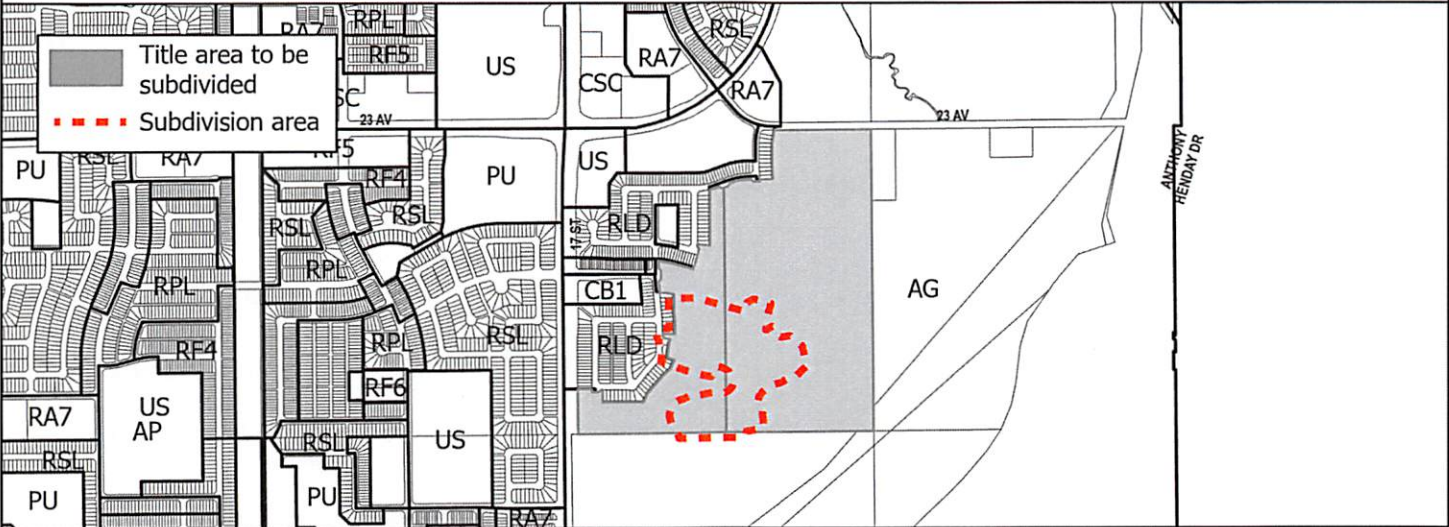 RA7
RPL
RSL
Title area to be
subdivided
RF5
US
RA7
CSC
RA7
SC
Subdivision area
23 AV
23 AV
RF5
RSL
RA7
US
ANTHONY
HENDAY DR
PU
PU
RF4
RSL
RLD
RSL
17 ST
RPL
RPL
CB1
AG
RSL
RPL
RLD
RF4
RF6
US
AP
RA7
RSL
US
RSL
PU
PU
RA7